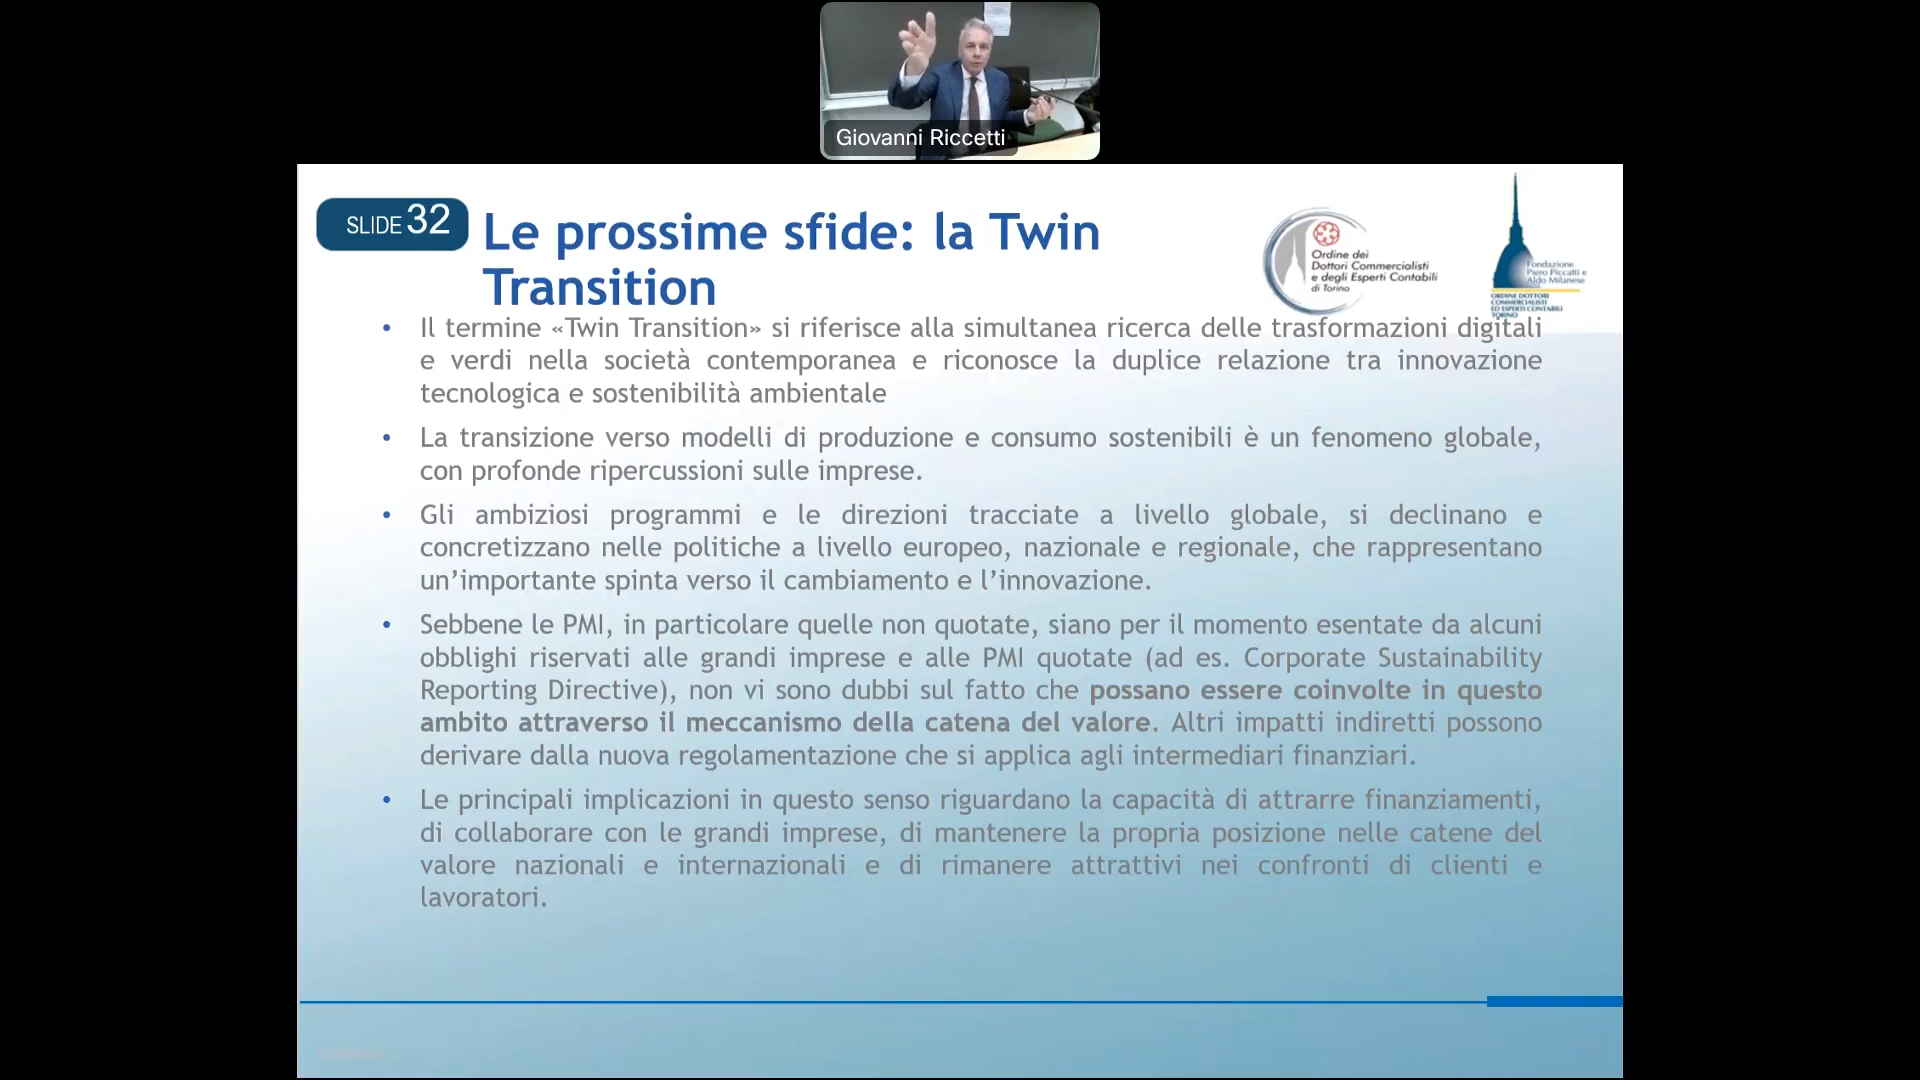 Giovanni Riccetti
SLIDE 32
Le prossime sfide: la Twin
Transition
Ordine dei
Dottori Commercialisti
e degli Esperti Contabili
di Torino
Fondazione
Piero Piccatti e
Aldo Milanese
ORDINE DOTTORI
COMMERCIALISTI
ED ESPERTI CONTABILI
TORINO
• Il termine «Twin Transition» si riferisce alla simultanea ricerca delle trasformazioni digitali
e verdi nella società contemporanea e riconosce la duplice relazione tra innovazione
tecnologica e sostenibilità ambientale
• La transizione verso modelli di produzione e consumo sostenibili è un fenomeno globale,
con profonde ripercussioni sulle imprese.
• Gli ambiziosi programmi e le direzioni tracciate a livello globale, si declinano e
concretizzano nelle politiche a livello europeo, nazionale e regionale, che rappresentano
un’importante spinta verso il cambiamento e l’innovazione.
• Sebbene le PMI, in particolare quelle non quotate, siano per il momento esentate da alcuni
obblighi riservati alle grandi imprese e alle PMI quotate (ad es. Corporate Sustainability
Reporting Directive), non vi sono dubbi sul fatto che possano essere coinvolte in questo
ambito attraverso il meccanismo della catena del valore. Altri impatti indiretti possono
derivare dalla nuova regolamentazione che si applica agli intermediari finanziari.
• Le principali implicazioni in questo senso riguardano la capacità di attrarre finanziamenti,
di collaborare con le grandi imprese, di mantenere la propria posizione nelle catene del
valore nazionali e internazionali e di rimanere attrattivi nei confronti di clienti e
lavoratori.